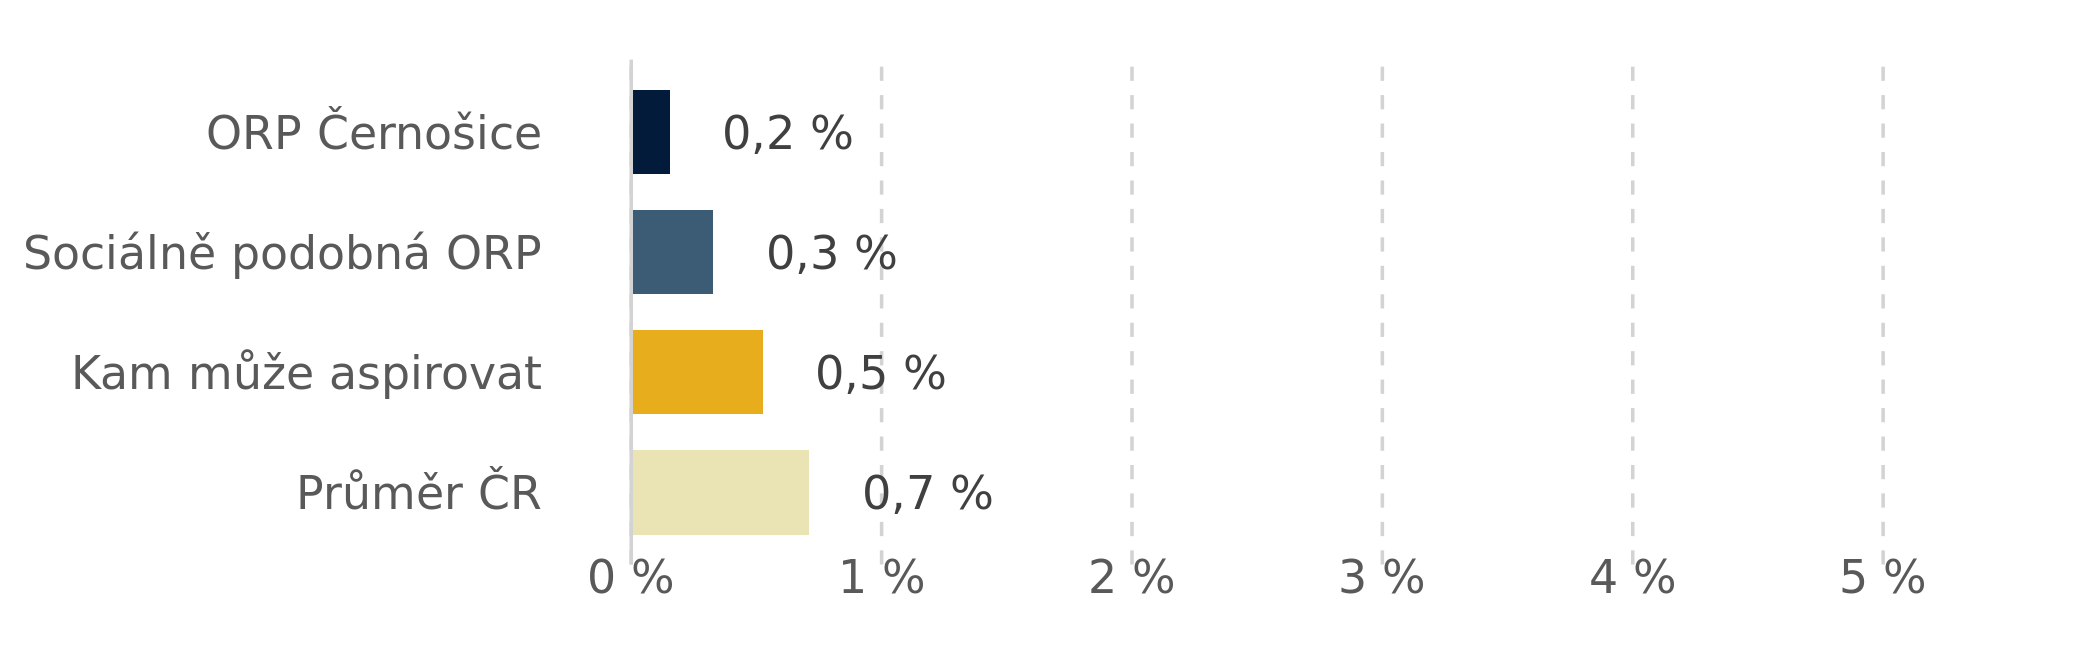 ORP Černošice 0,2 %
Sociálně podobná ORP 0,3 %
Kam může aspirovat 0,5 %
Průměr ČR 0,7 %
0 % 1 % 2 % 3 % 4 % 5 %